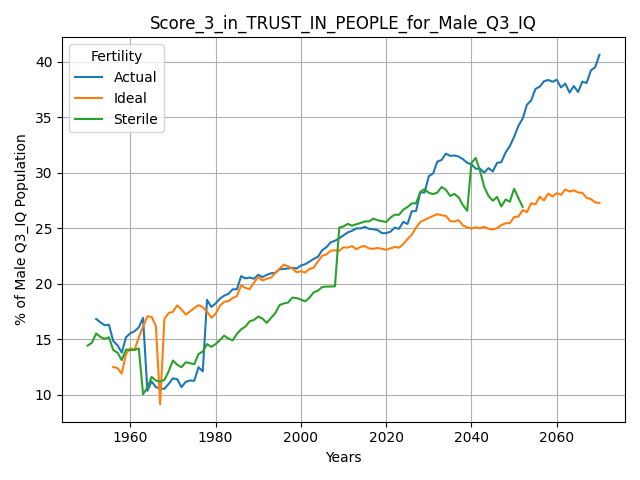 Score_3_in_TRUST_IN_PEOPLE_for_Male_Q3_IQ
Fertility
Actual
Ideal
Sterile
% of Male Q3_IQ Population
40
35
30
25
20
15
10
1960
1980
2000
2020
2040
2060
Years